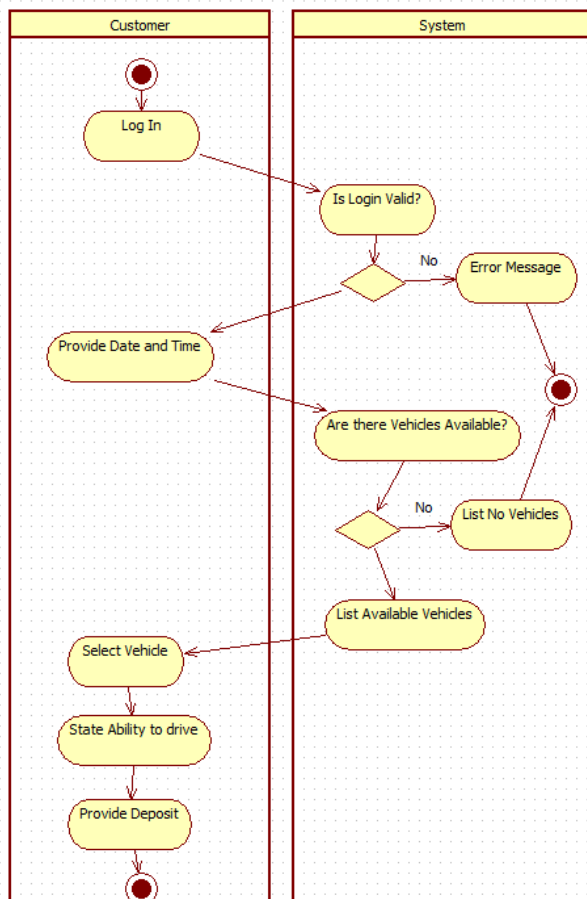 Customer
System
Log In
Is Login Valid?
No
Error Message
Provide Date and Time
Are there Vehicles Available?
No
List No Vehicles
List Available Vehicles
Select Vehicle
State Ability to drive
Provide Deposit